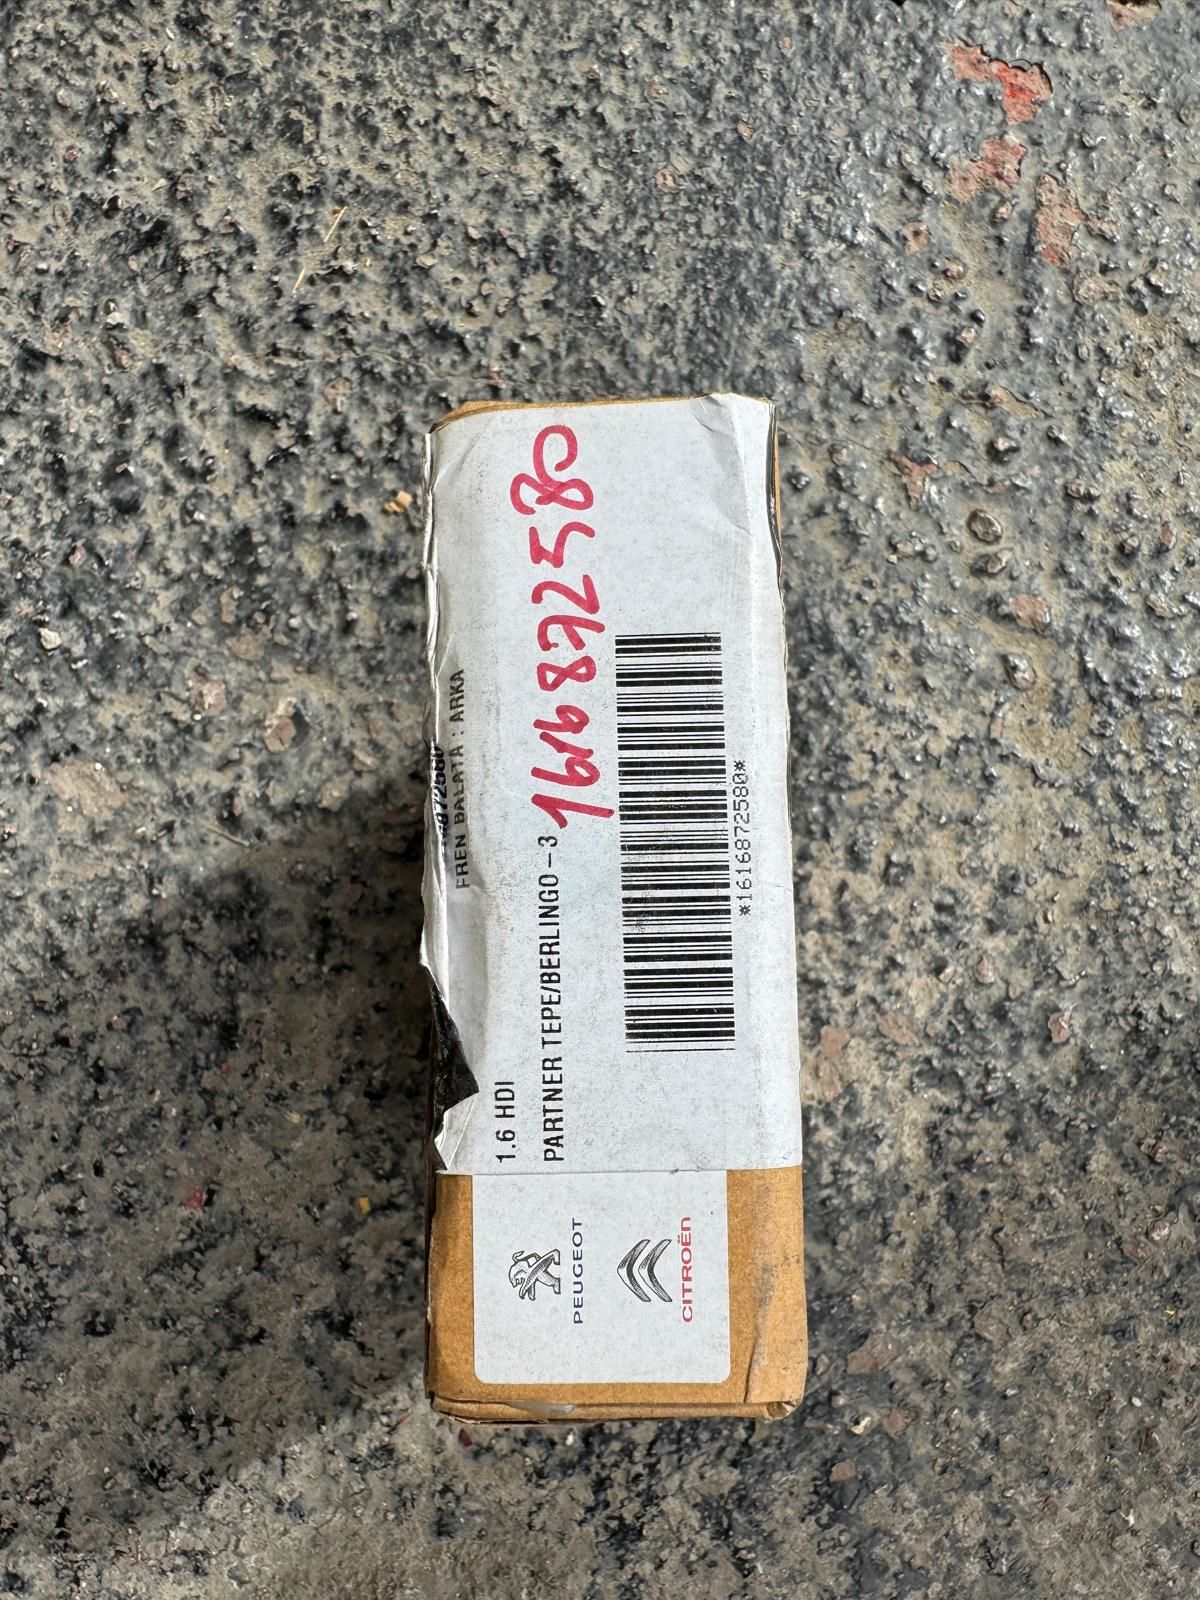 FREN BALATA : ARKA
1.6 HDI
PARTNER TEPE/BERLINGO-3
1616872580
*1616872580*
PEUGEOT
CITROËN